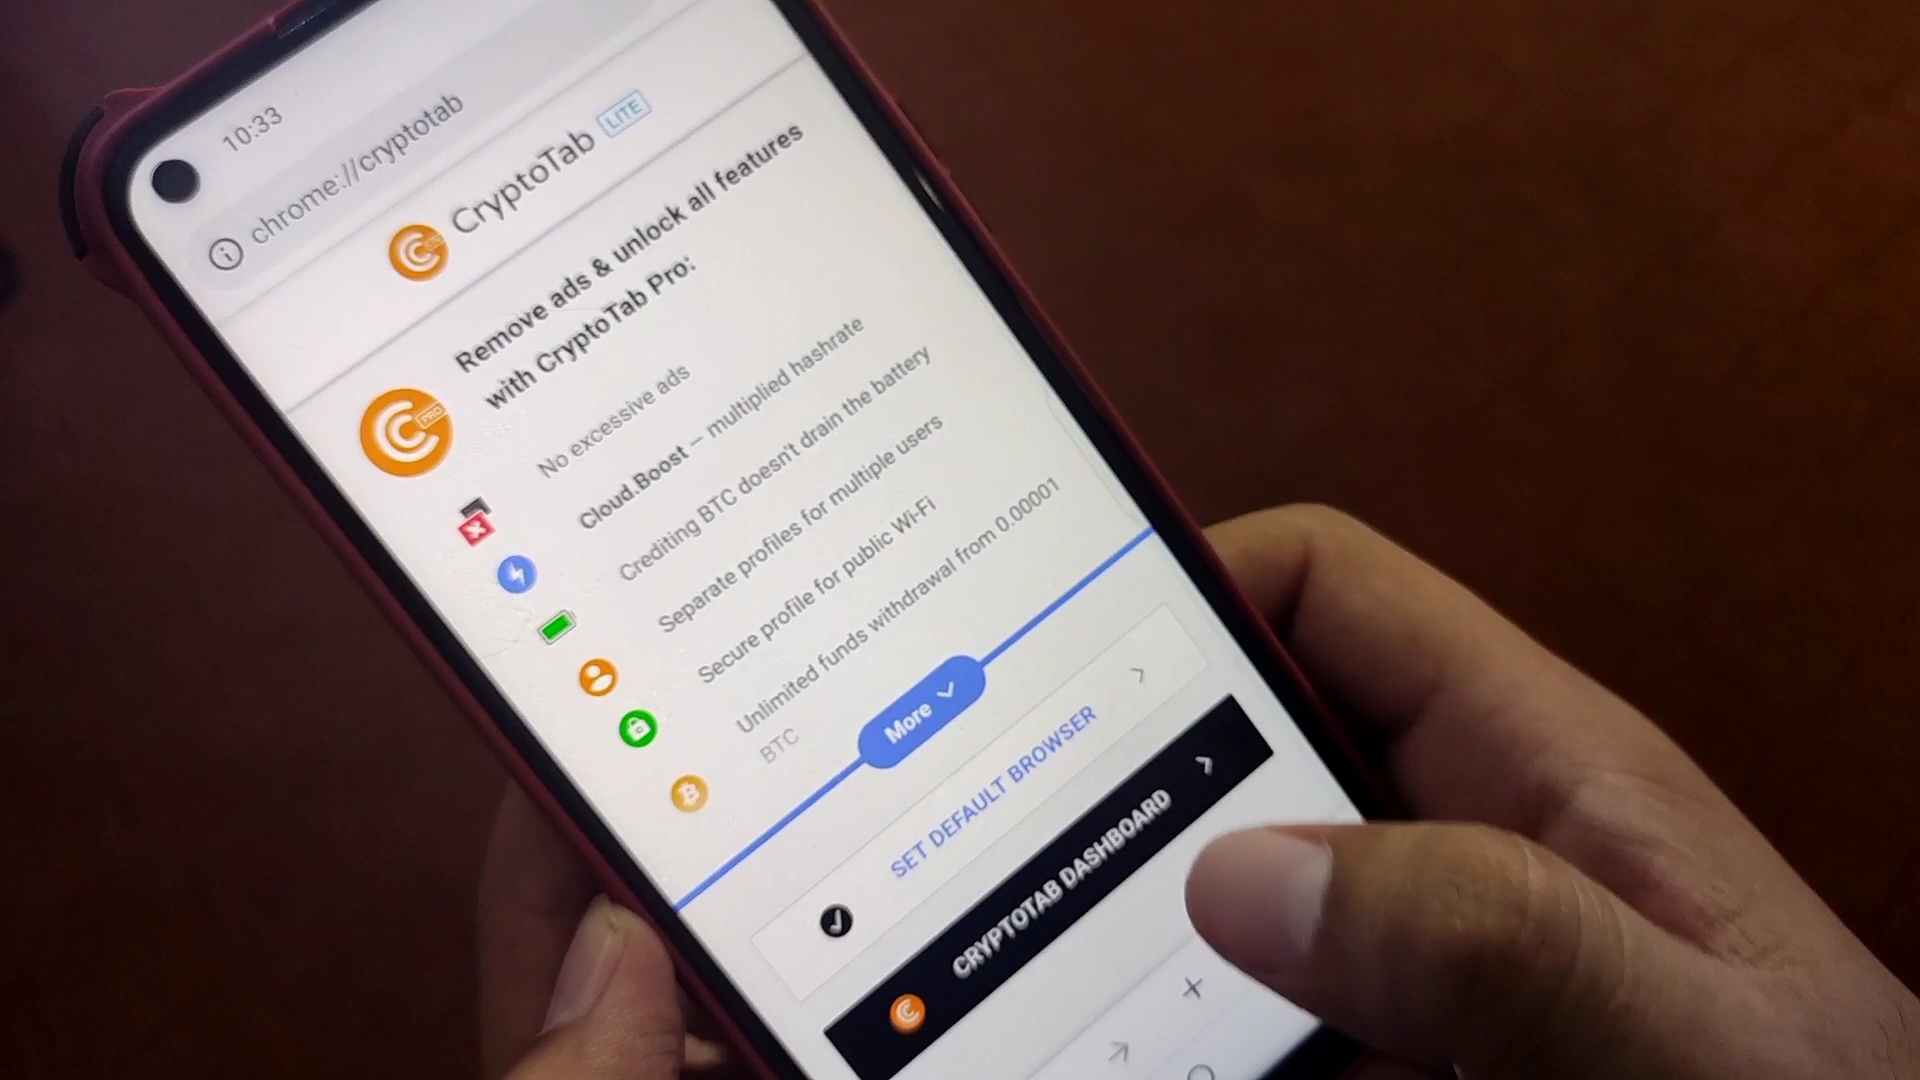 10:33
chrome://cryptotab
CryptoTab LITE
Remove ads & unlock all features
with CryptoTab Pro:
PRO
No excessive ads
Cloud.Boost – multiplied hashrate
Crediting BTC doesn't drain the battery
Separate profiles for multiple users
Secure profile for public Wi-Fi
Unlimited funds withdrawal from 0.00001
BTC
More
SET DEFAULT BROWSER
CRYPTOTAB DASHBOARD